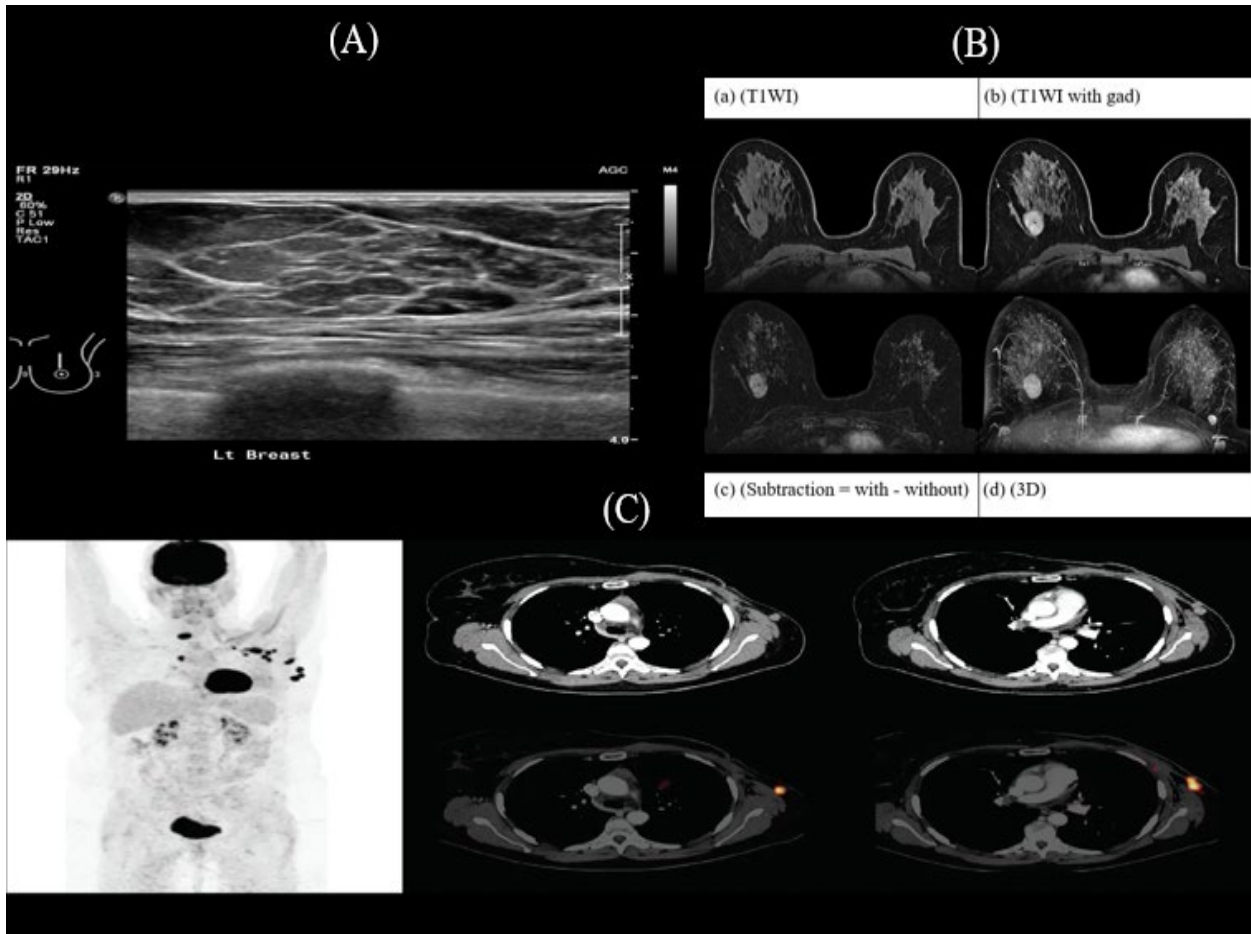 (A)
(B)
(a) (T1WI)
(b) (T1WI with gad)
FR 29Hz
R1
AGC
M4
2D
60%
C 51
P Low
Res
TAC1
x
3
4.0
Lt Breast
(c) (Subtraction = with - without)
(d) (3D)
(C)